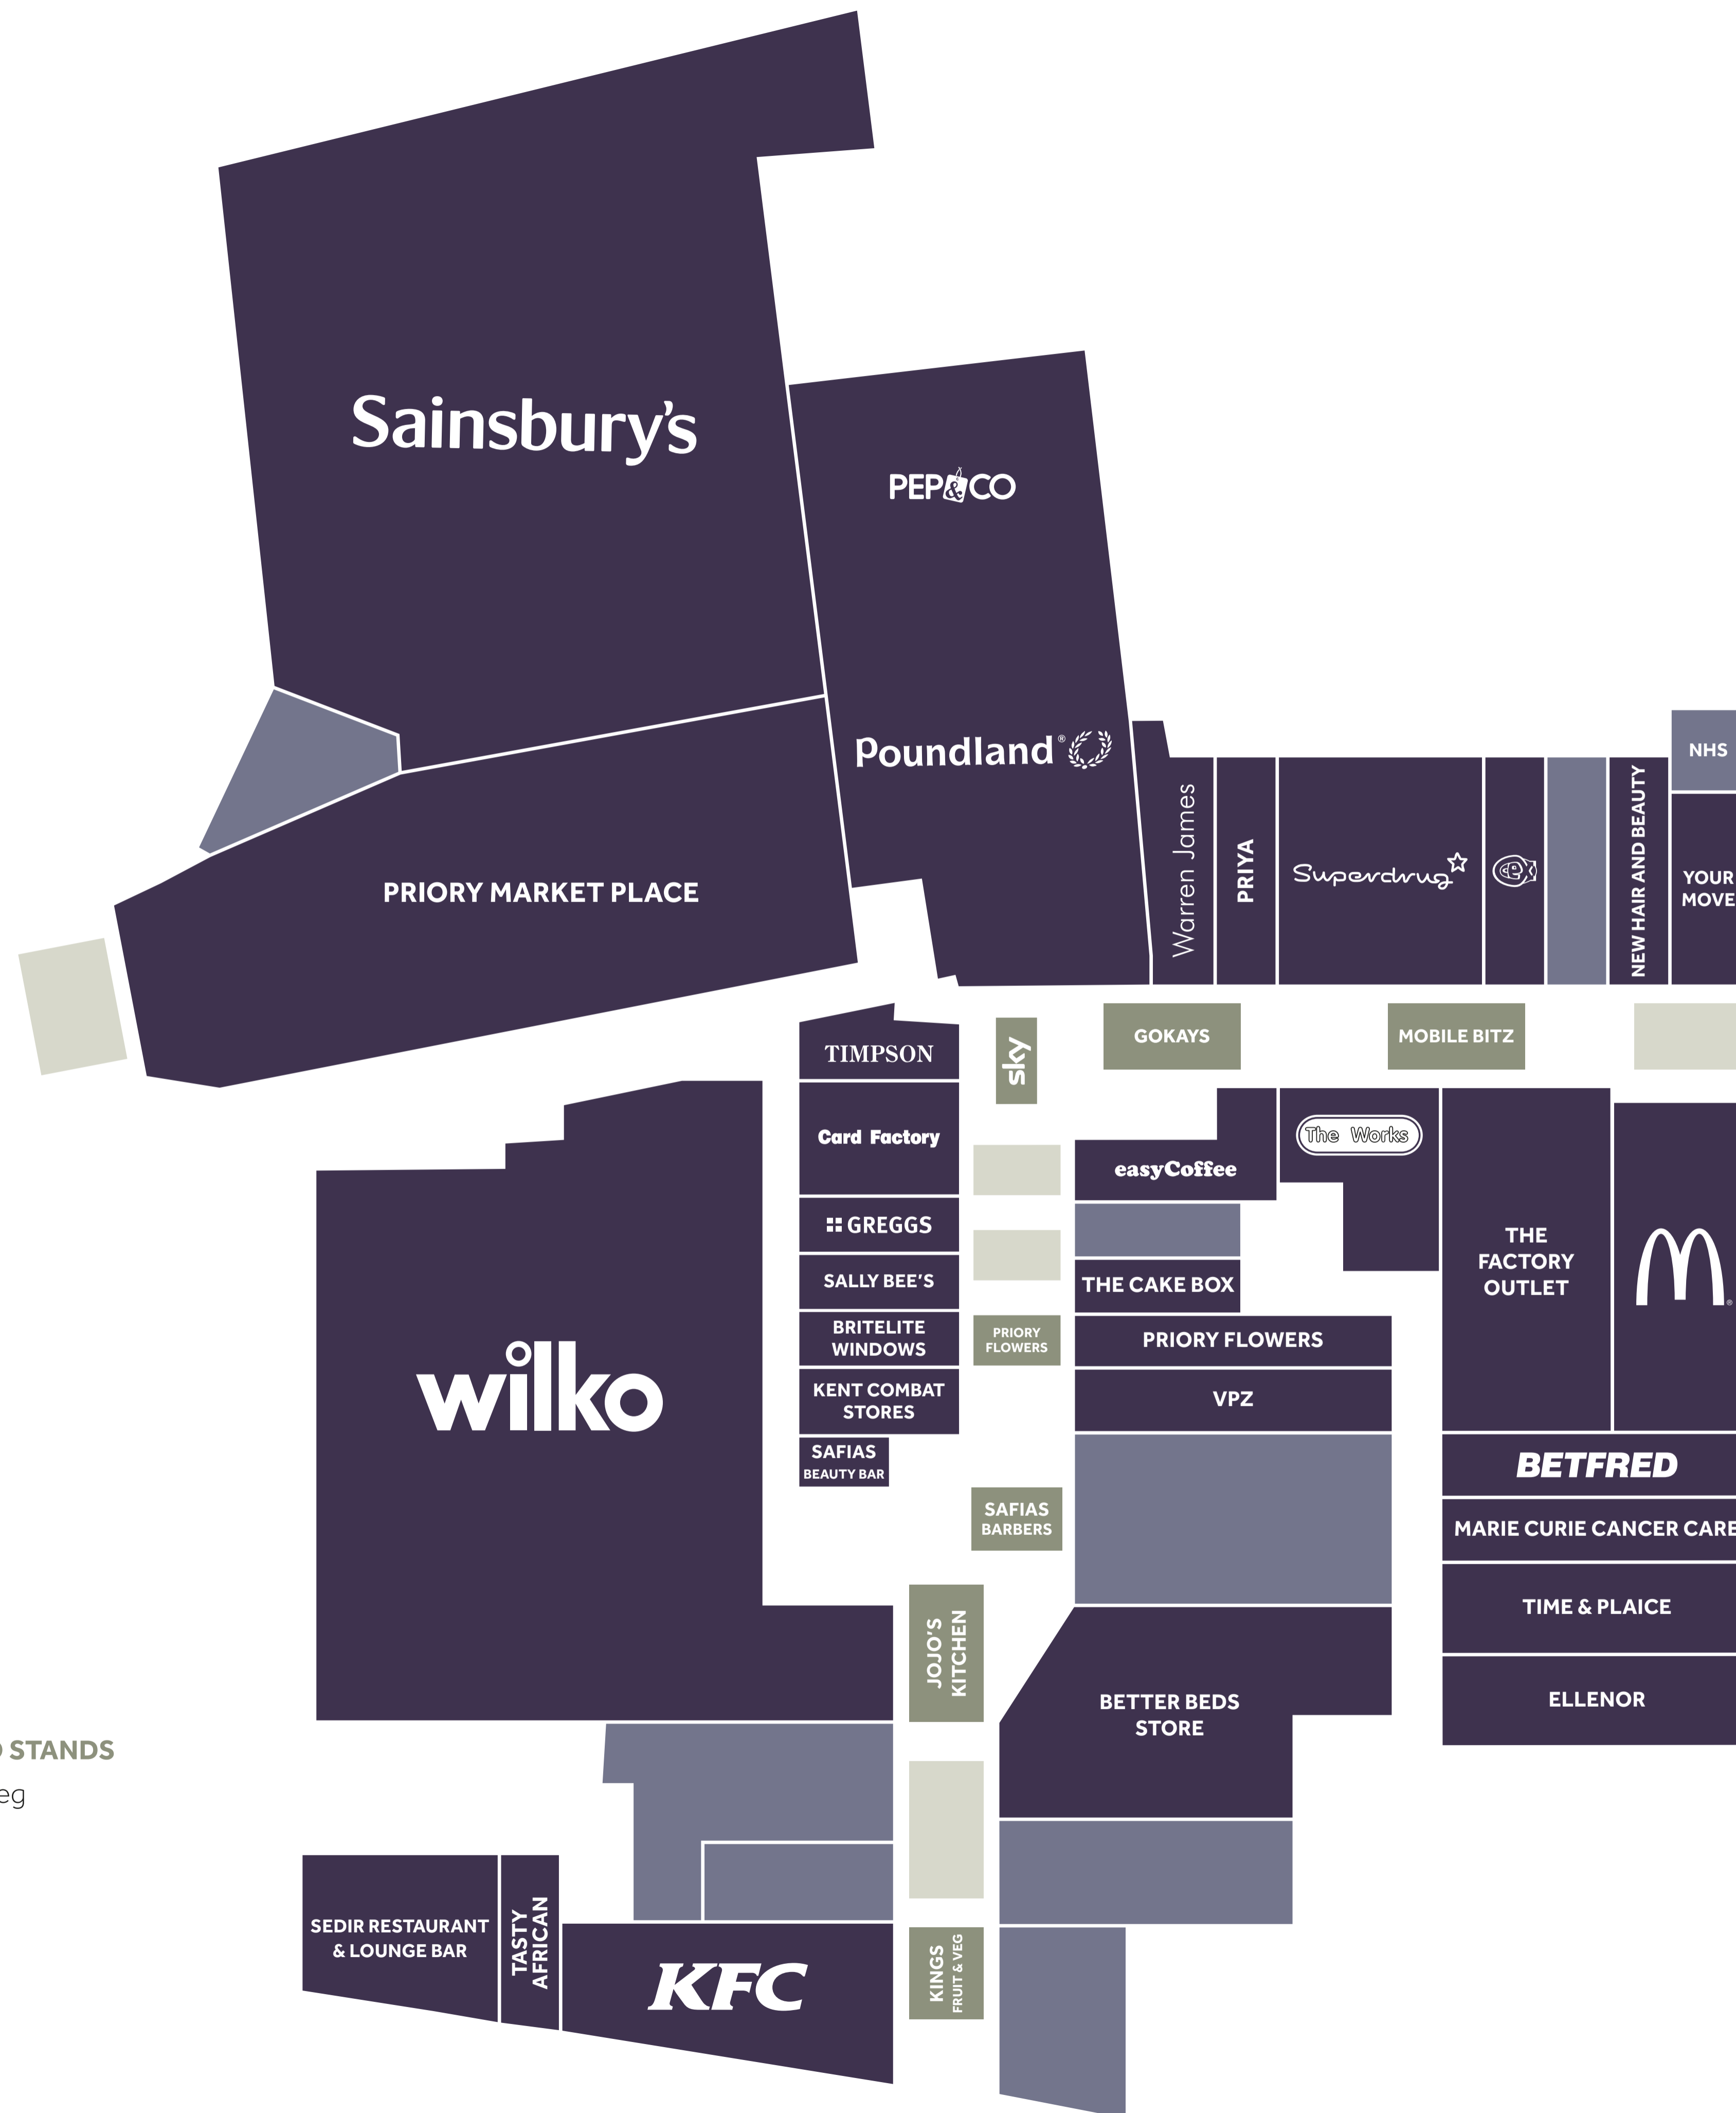 Sainsbury's
PEP&CO
Poundland®
PRIORY MARKET PLACE
Warren James
PRIYA
Superdrug
NEW HAIR AND BEAUTY
NHS
YOUR
MOVE
TIMPSON
sky
GOKAYS
MOBILE BITZ
Card Factory
easyCoffee
The Works
GREGGS
THE
FACTORY
OUTLET
M®
SALLY BEE'S
THE CAKE BOX
BRITELITE
WINDOWS
PRIORY
FLOWERS
PRIORY FLOWERS
wilko
KENT COMBAT
STORES
VPZ
SAFIAS
BEAUTY BAR
BETFRED
SAFIAS
BARBERS
MARIE CURIE CANCER CARE
TIME & PLAICE
JOJO'S
KITCHEN
BETTER BEDS
STORE
ELLENOR
STANDS
eg
SEDIR RESTAURANT
& LOUNGE BAR
TASTY
AFRICAN
KFC
KINGS
FRUIT & VEG